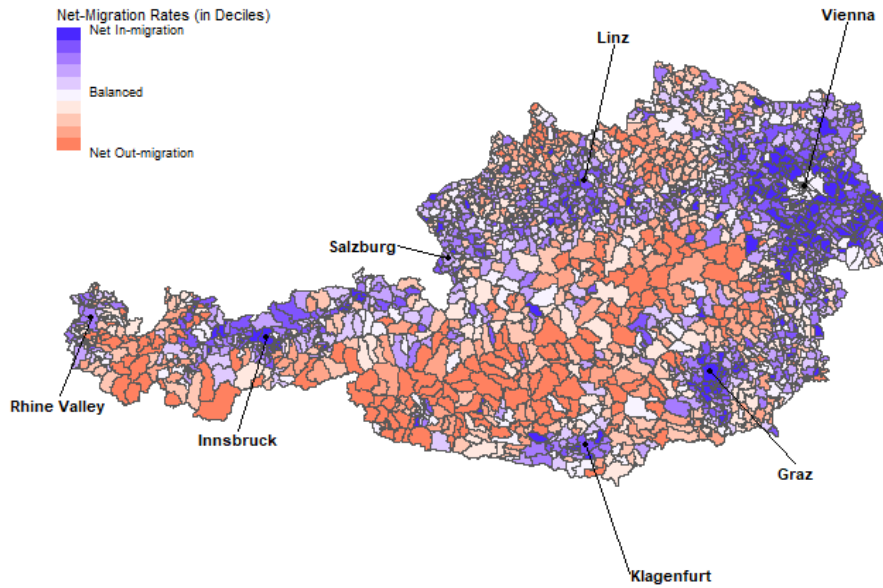 Net-Migration Rates (in Deciles)
Net In-migration
Balanced
Net Out-migration
Vienna
Linz
Salzburg
Rhine Valley
Innsbruck
Graz
Klagenfurt